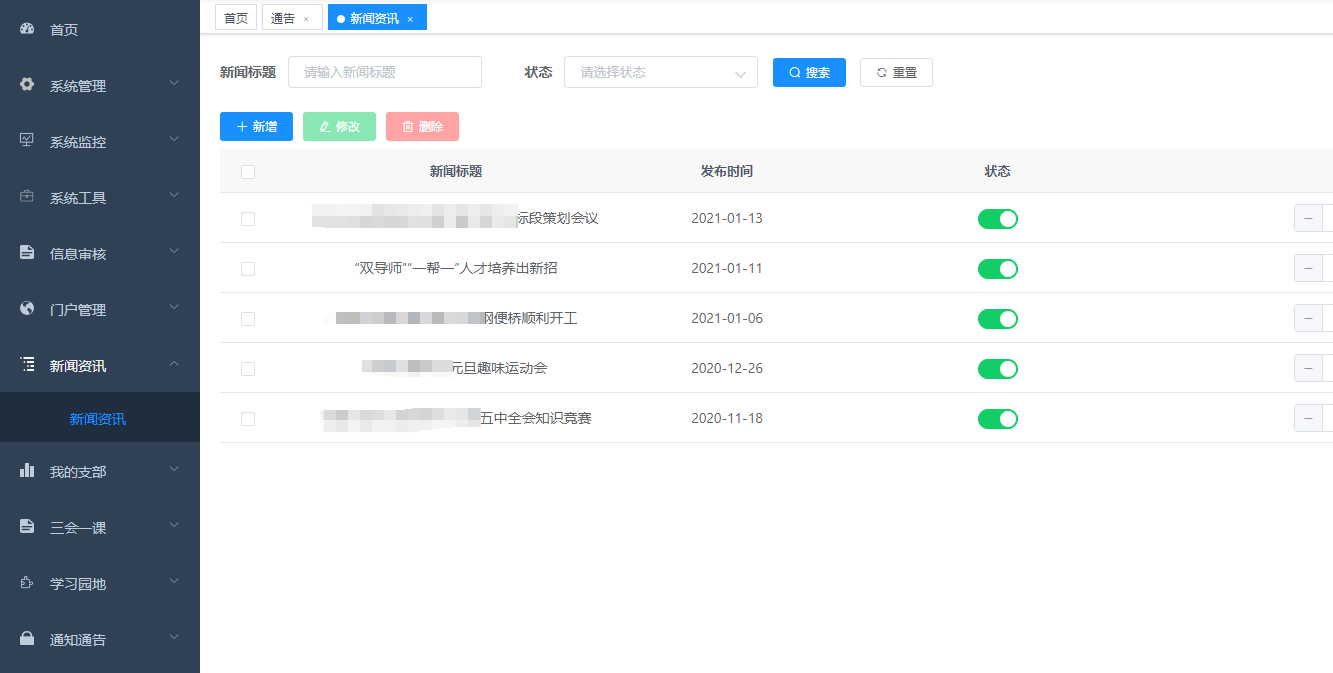 首页
系统管理
系统监控
系统工具
信息审核
门户管理
新闻资讯
新闻资讯
我的支部
三会一课
学习园地
通知通告
首页 通告 × 新闻资讯 ×
新闻标题 请输入新闻标题 状态 请选择状态 搜索 重置
新增 修改 删除
新闻标题 发布时间 状态
标段策划会议 2021-01-13
“双导师”“一帮一”人才培养出新招 2021-01-11
钢便桥顺利开工 2021-01-06
元旦趣味运动会 2020-12-26
五中全会知识竞赛 2020-11-18